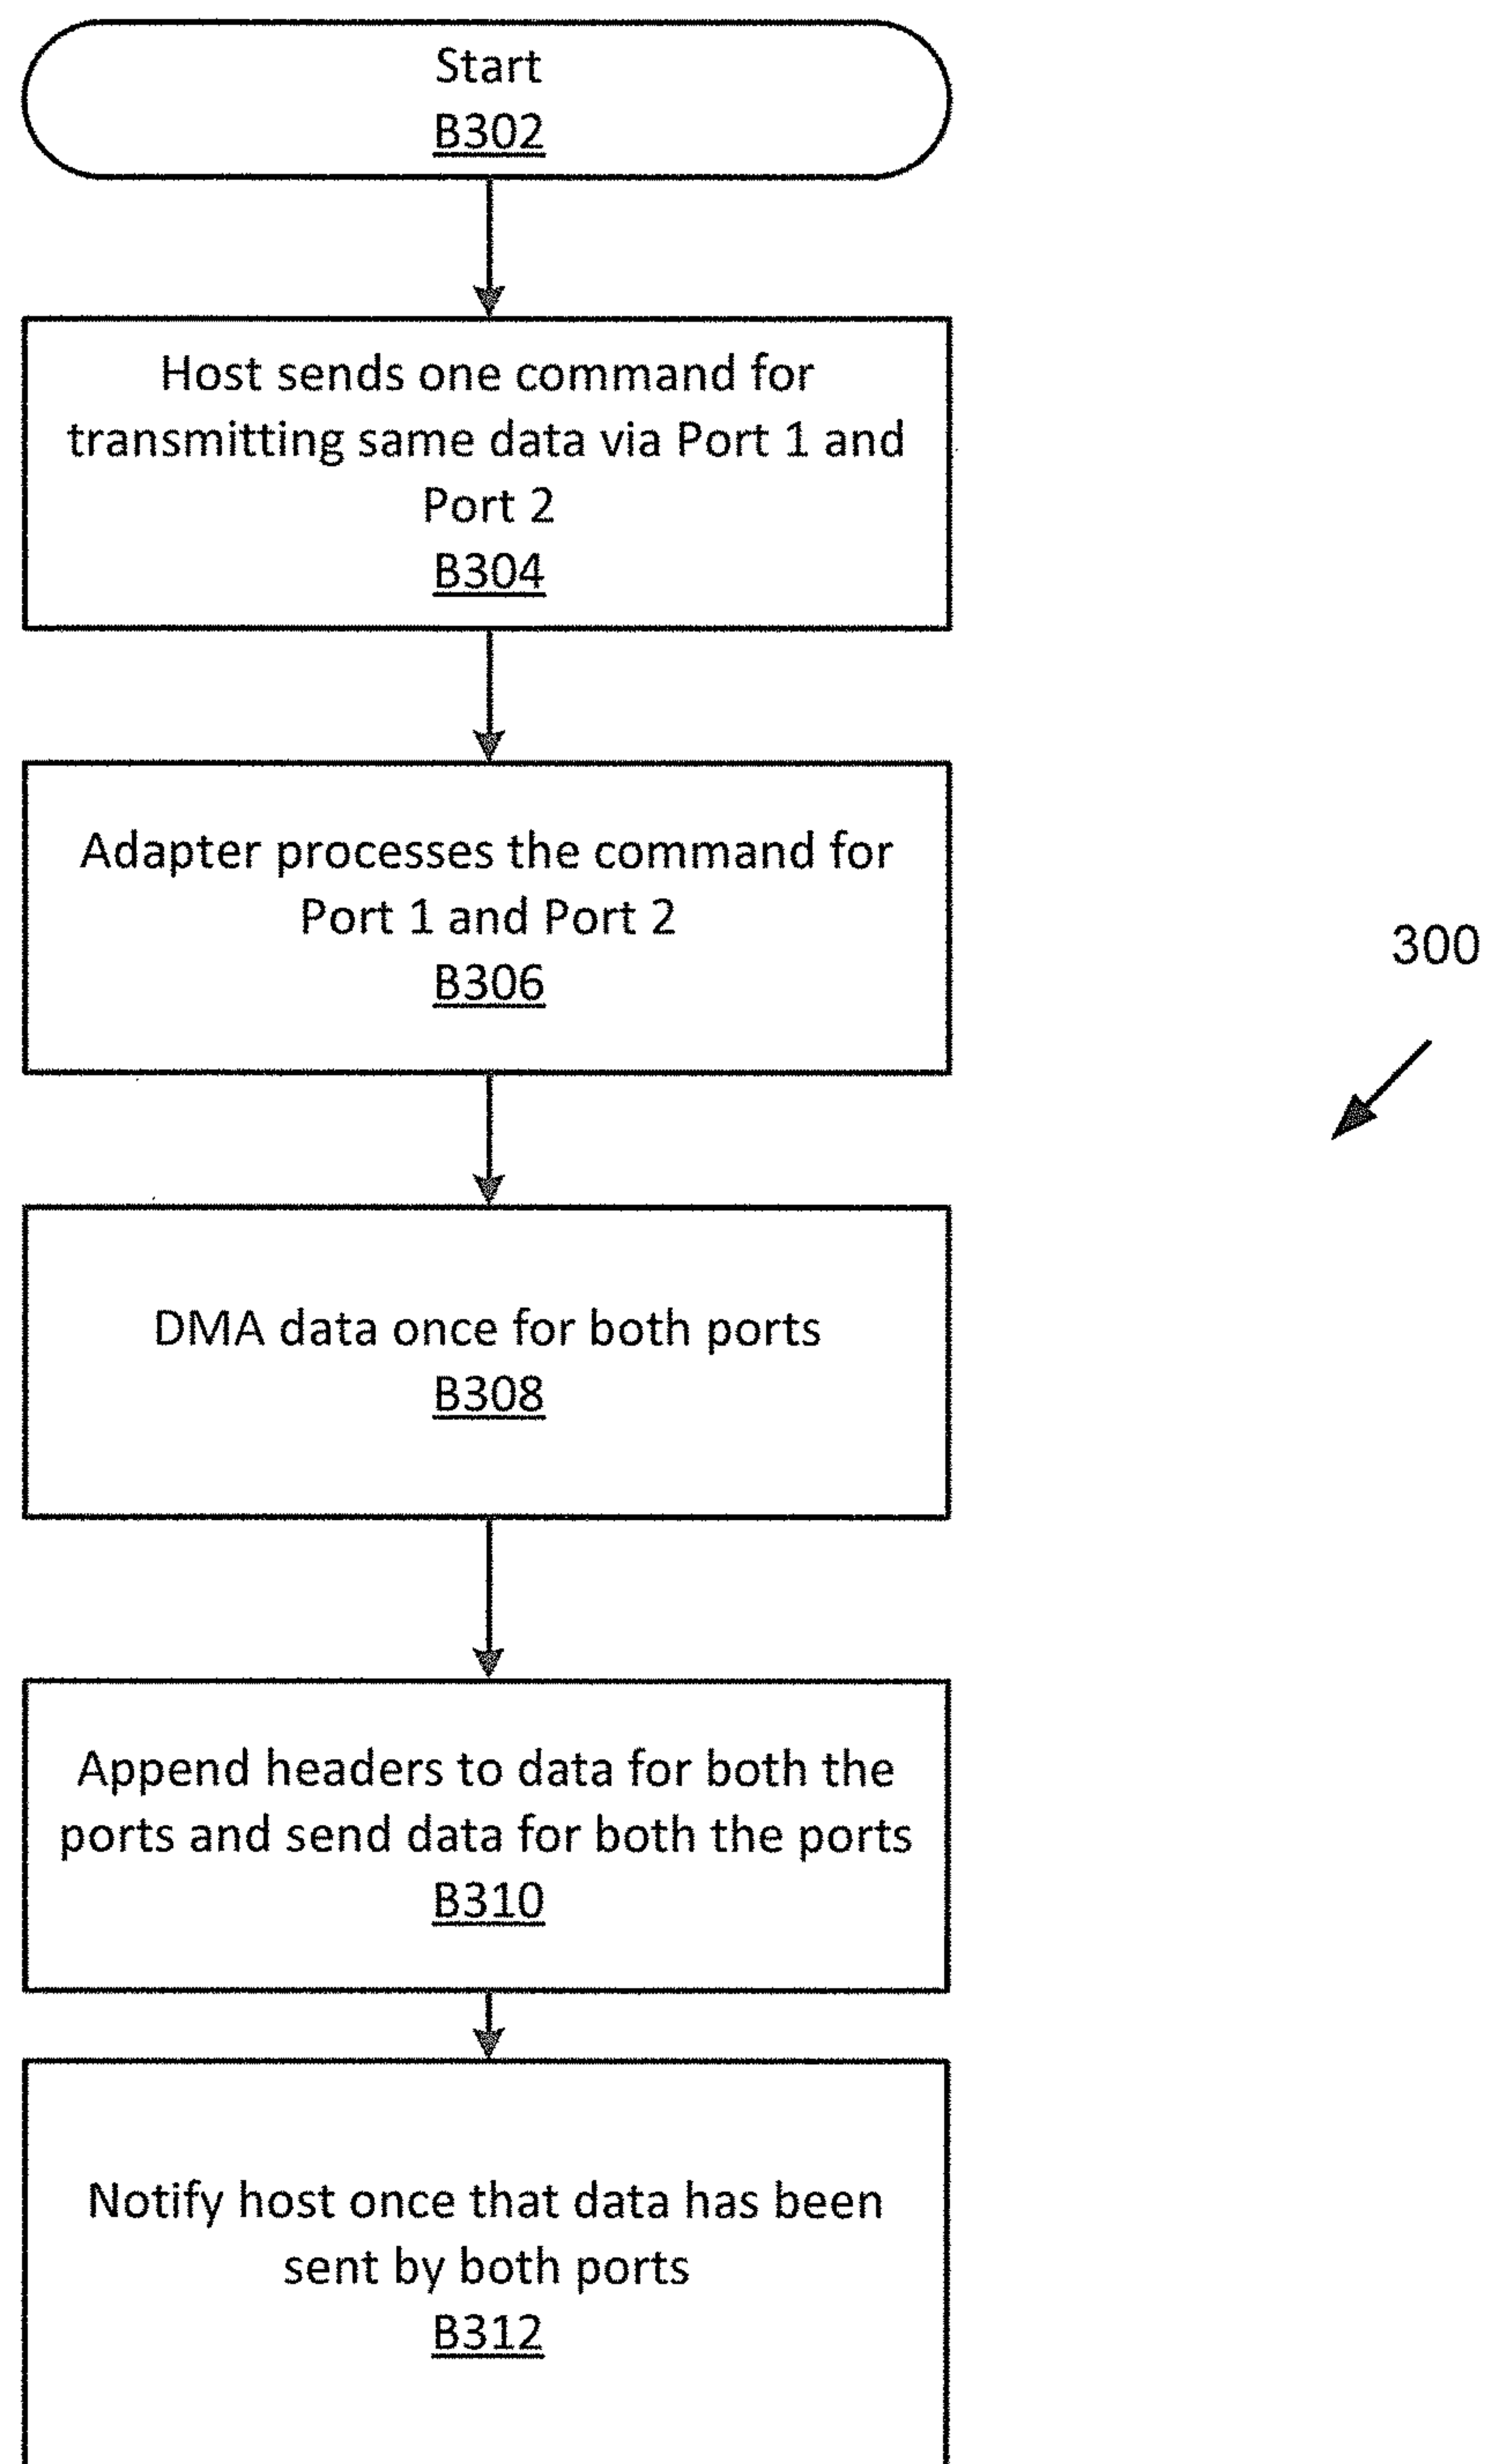 Start
B302
Host sends one command for
transmitting same data via Port 1 and
Port 2
B304
Adapter processes the command for
Port 1 and Port 2
B306
300
DMA data once for both ports
B308
Append headers to data for both the
ports and send data for both the ports
B310
Notify host once that data has been
sent by both ports
B312